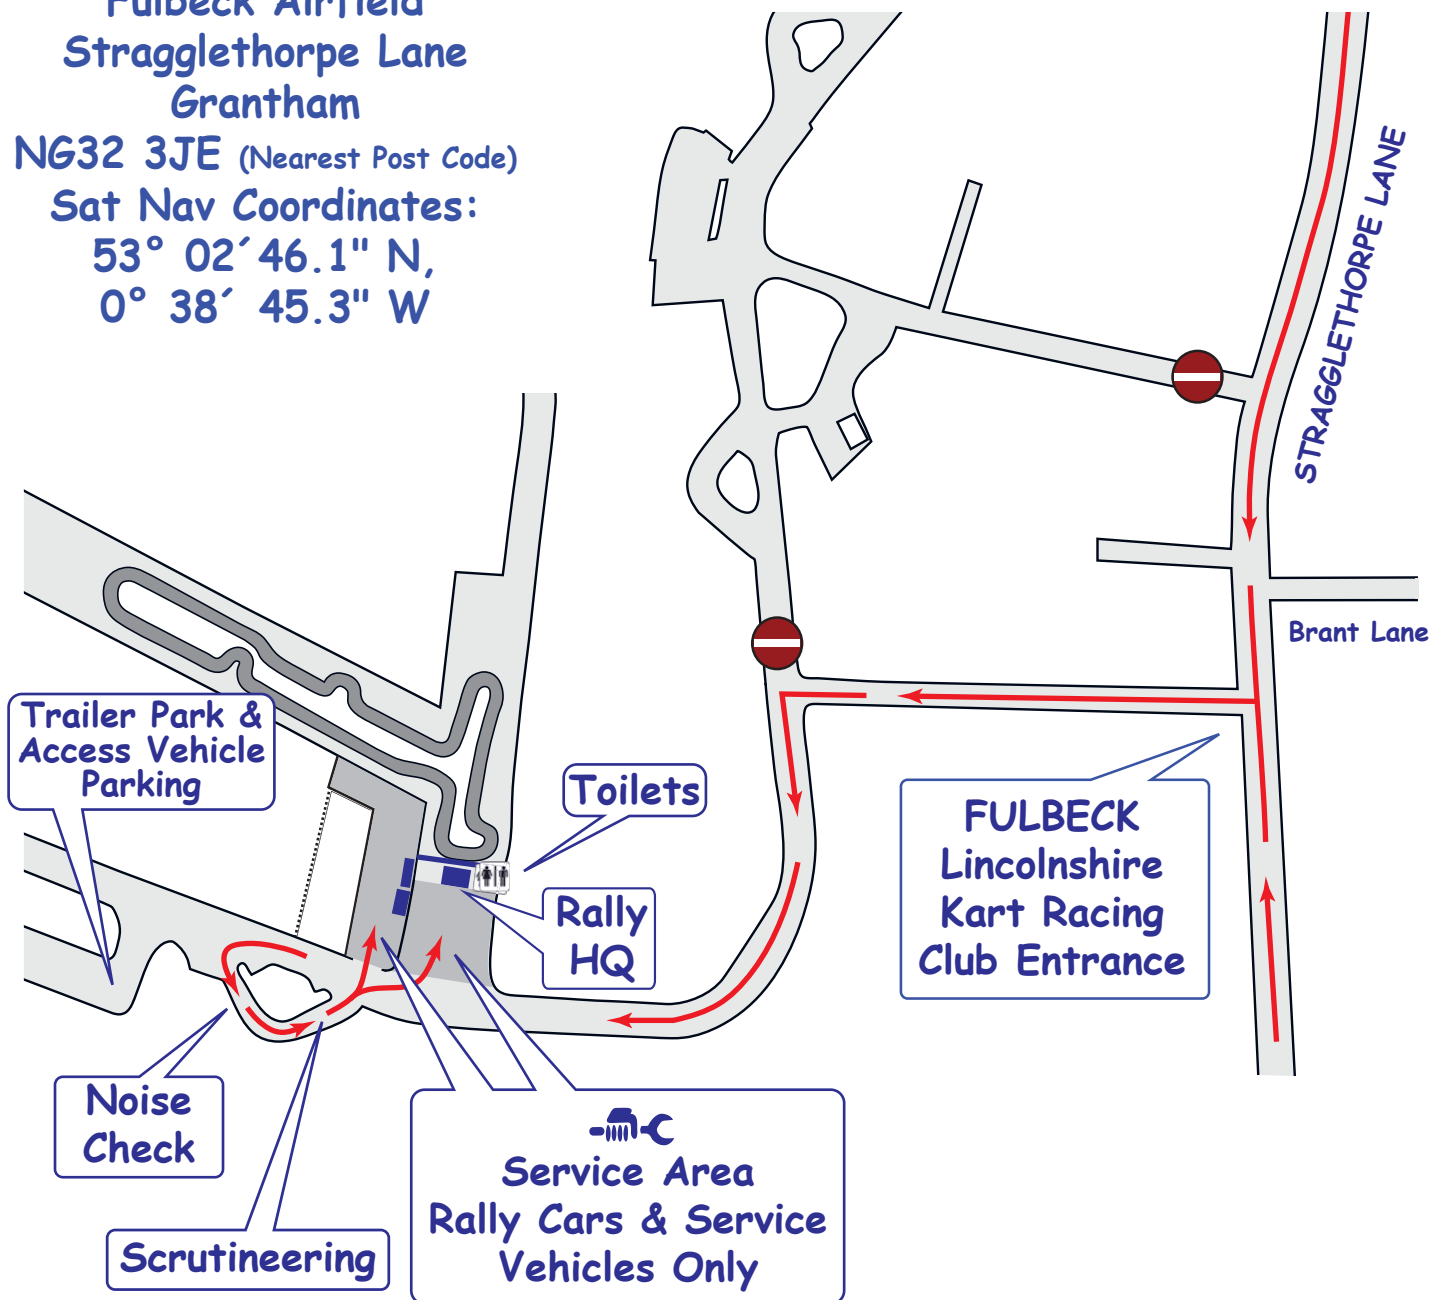 Fulbeck Airfield
Stragglethorpe Lane
Grantham
NG32 3JE (Nearest Post Code)
Sat Nav Coordinates:
53° 02´46.1" N,
0° 38´ 45.3" W
STRAGGLETHORPE LANE
Brant Lane
Trailer Park &
Access Vehicle
Parking
Toilets
Rally
HQ
FULBECK
Lincolnshire
Kart Racing
Club Entrance
Noise
Check
Scrutineering
Service Area
Rally Cars & Service
Vehicles Only